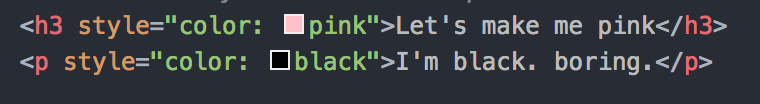 <h3 style="color: pink">Let's make me pink</h3>
<p style="color: black">I'm black. boring.</p>